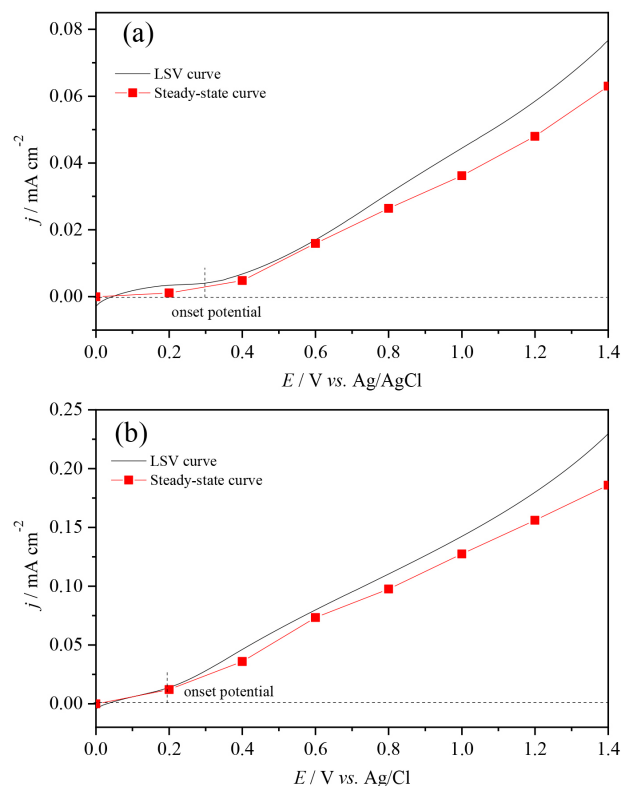 (a)
LSV curve
Steady-state curve
0.08
0.06
0.04
0.02
0.00
j / mA cm-2
onset potential
0.0 0.2 0.4 0.6 0.8 1.0 1.2 1.4
E / V vs. Ag/AgCl
(b)
LSV curve
Steady-state curve
0.25
0.20
0.15
0.10
0.05
0.00
j / mA cm-2
onset potential
0.0 0.2 0.4 0.6 0.8 1.0 1.2 1.4
E / V vs. Ag/Cl